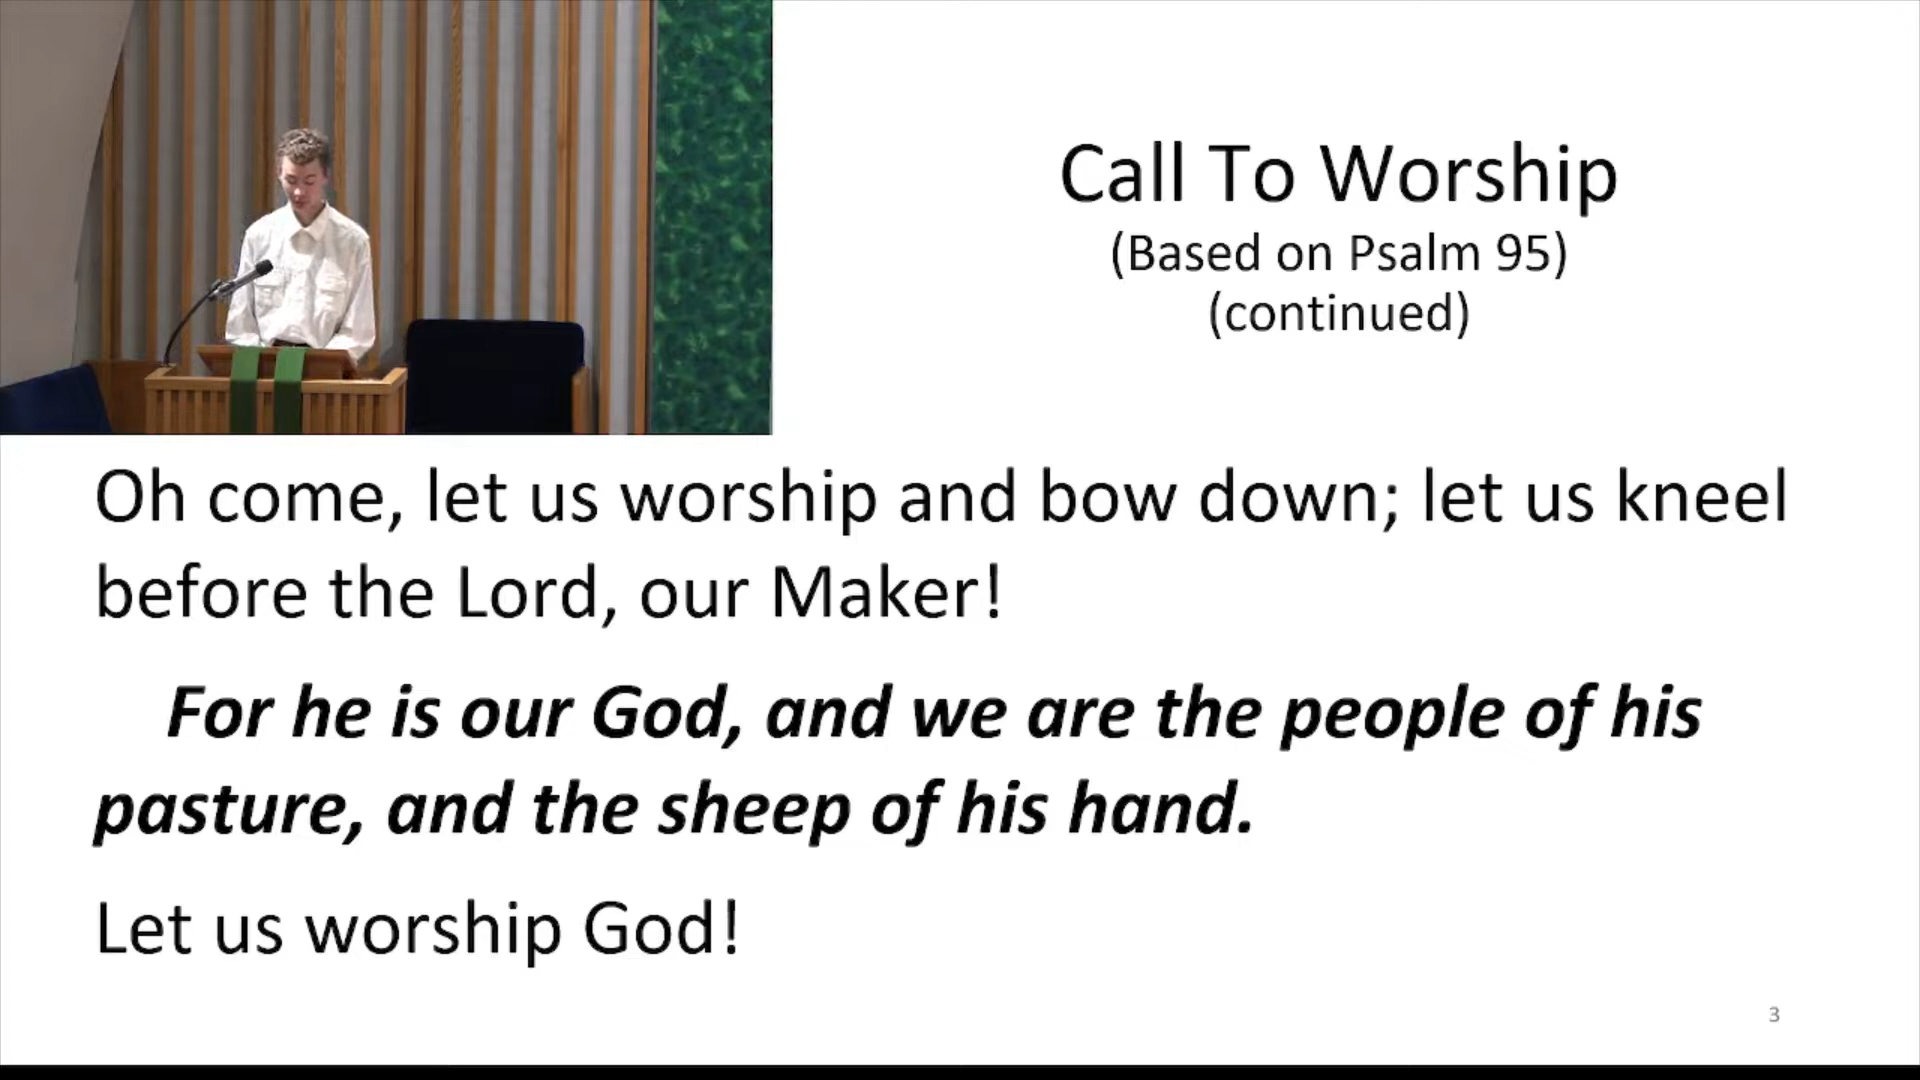 Call To Worship
(Based on Psalm 95)
(continued)
Oh come, let us worship and bow down; let us kneel
before the Lord, our Maker!
For he is our God, and we are the people of his
pasture, and the sheep of his hand.
Let us worship God!
3